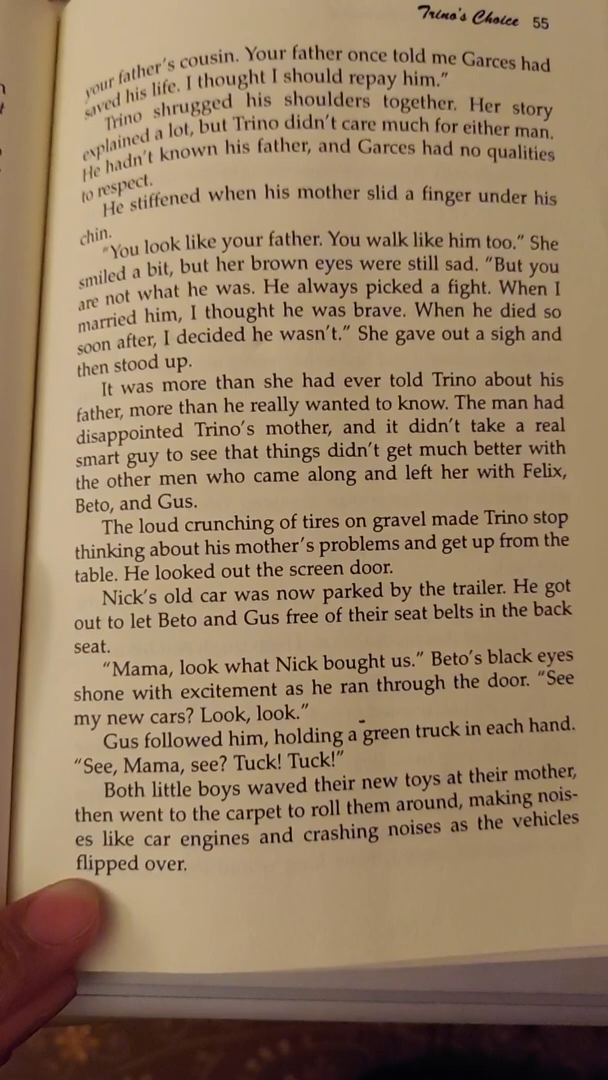 Trino's Choice 55
your father's cousin. Your father once told me Garces had
saved his life. I thought I should repay him."
Trino shrugged his shoulders together. Her story
explained a lot, but Trino didn't care much for either man.
He hadn't known his father, and Garces had no qualities
to respect.
He stiffened when his mother slid a finger under his
chin.
"You look like your father. You walk like him too." She
smiled a bit, but her brown eyes were still sad. "But you
are not what he was. He always picked a fight. When I
married him, I thought he was brave. When he died so
soon after, I decided he wasn't." She gave out a sigh and
then stood up.
It was more than she had ever told Trino about his
father, more than he really wanted to know. The man had
disappointed Trino's mother, and it didn't take a real
smart guy to see that things didn't get much better with
the other men who came along and left her with Felix,
Beto, and Gus.
The loud crunching of tires on gravel made Trino stop
thinking about his mother's problems and get up from the
table. He looked out the screen door.
Nick's old car was now parked by the trailer. He got
out to let Beto and Gus free of their seat belts in the back
seat.
"Mama, look what Nick bought us." Beto's black eyes
shone with excitement as he ran through the door. "See
my new cars? Look, look."
Gus followed him, holding a green truck in each hand.
"See, Mama, see? Tuck! Tuck!"
Both little boys waved their new toys at their mother,
then went to the carpet to roll them around, making nois-
es like car engines and crashing noises as the vehicles
flipped over.